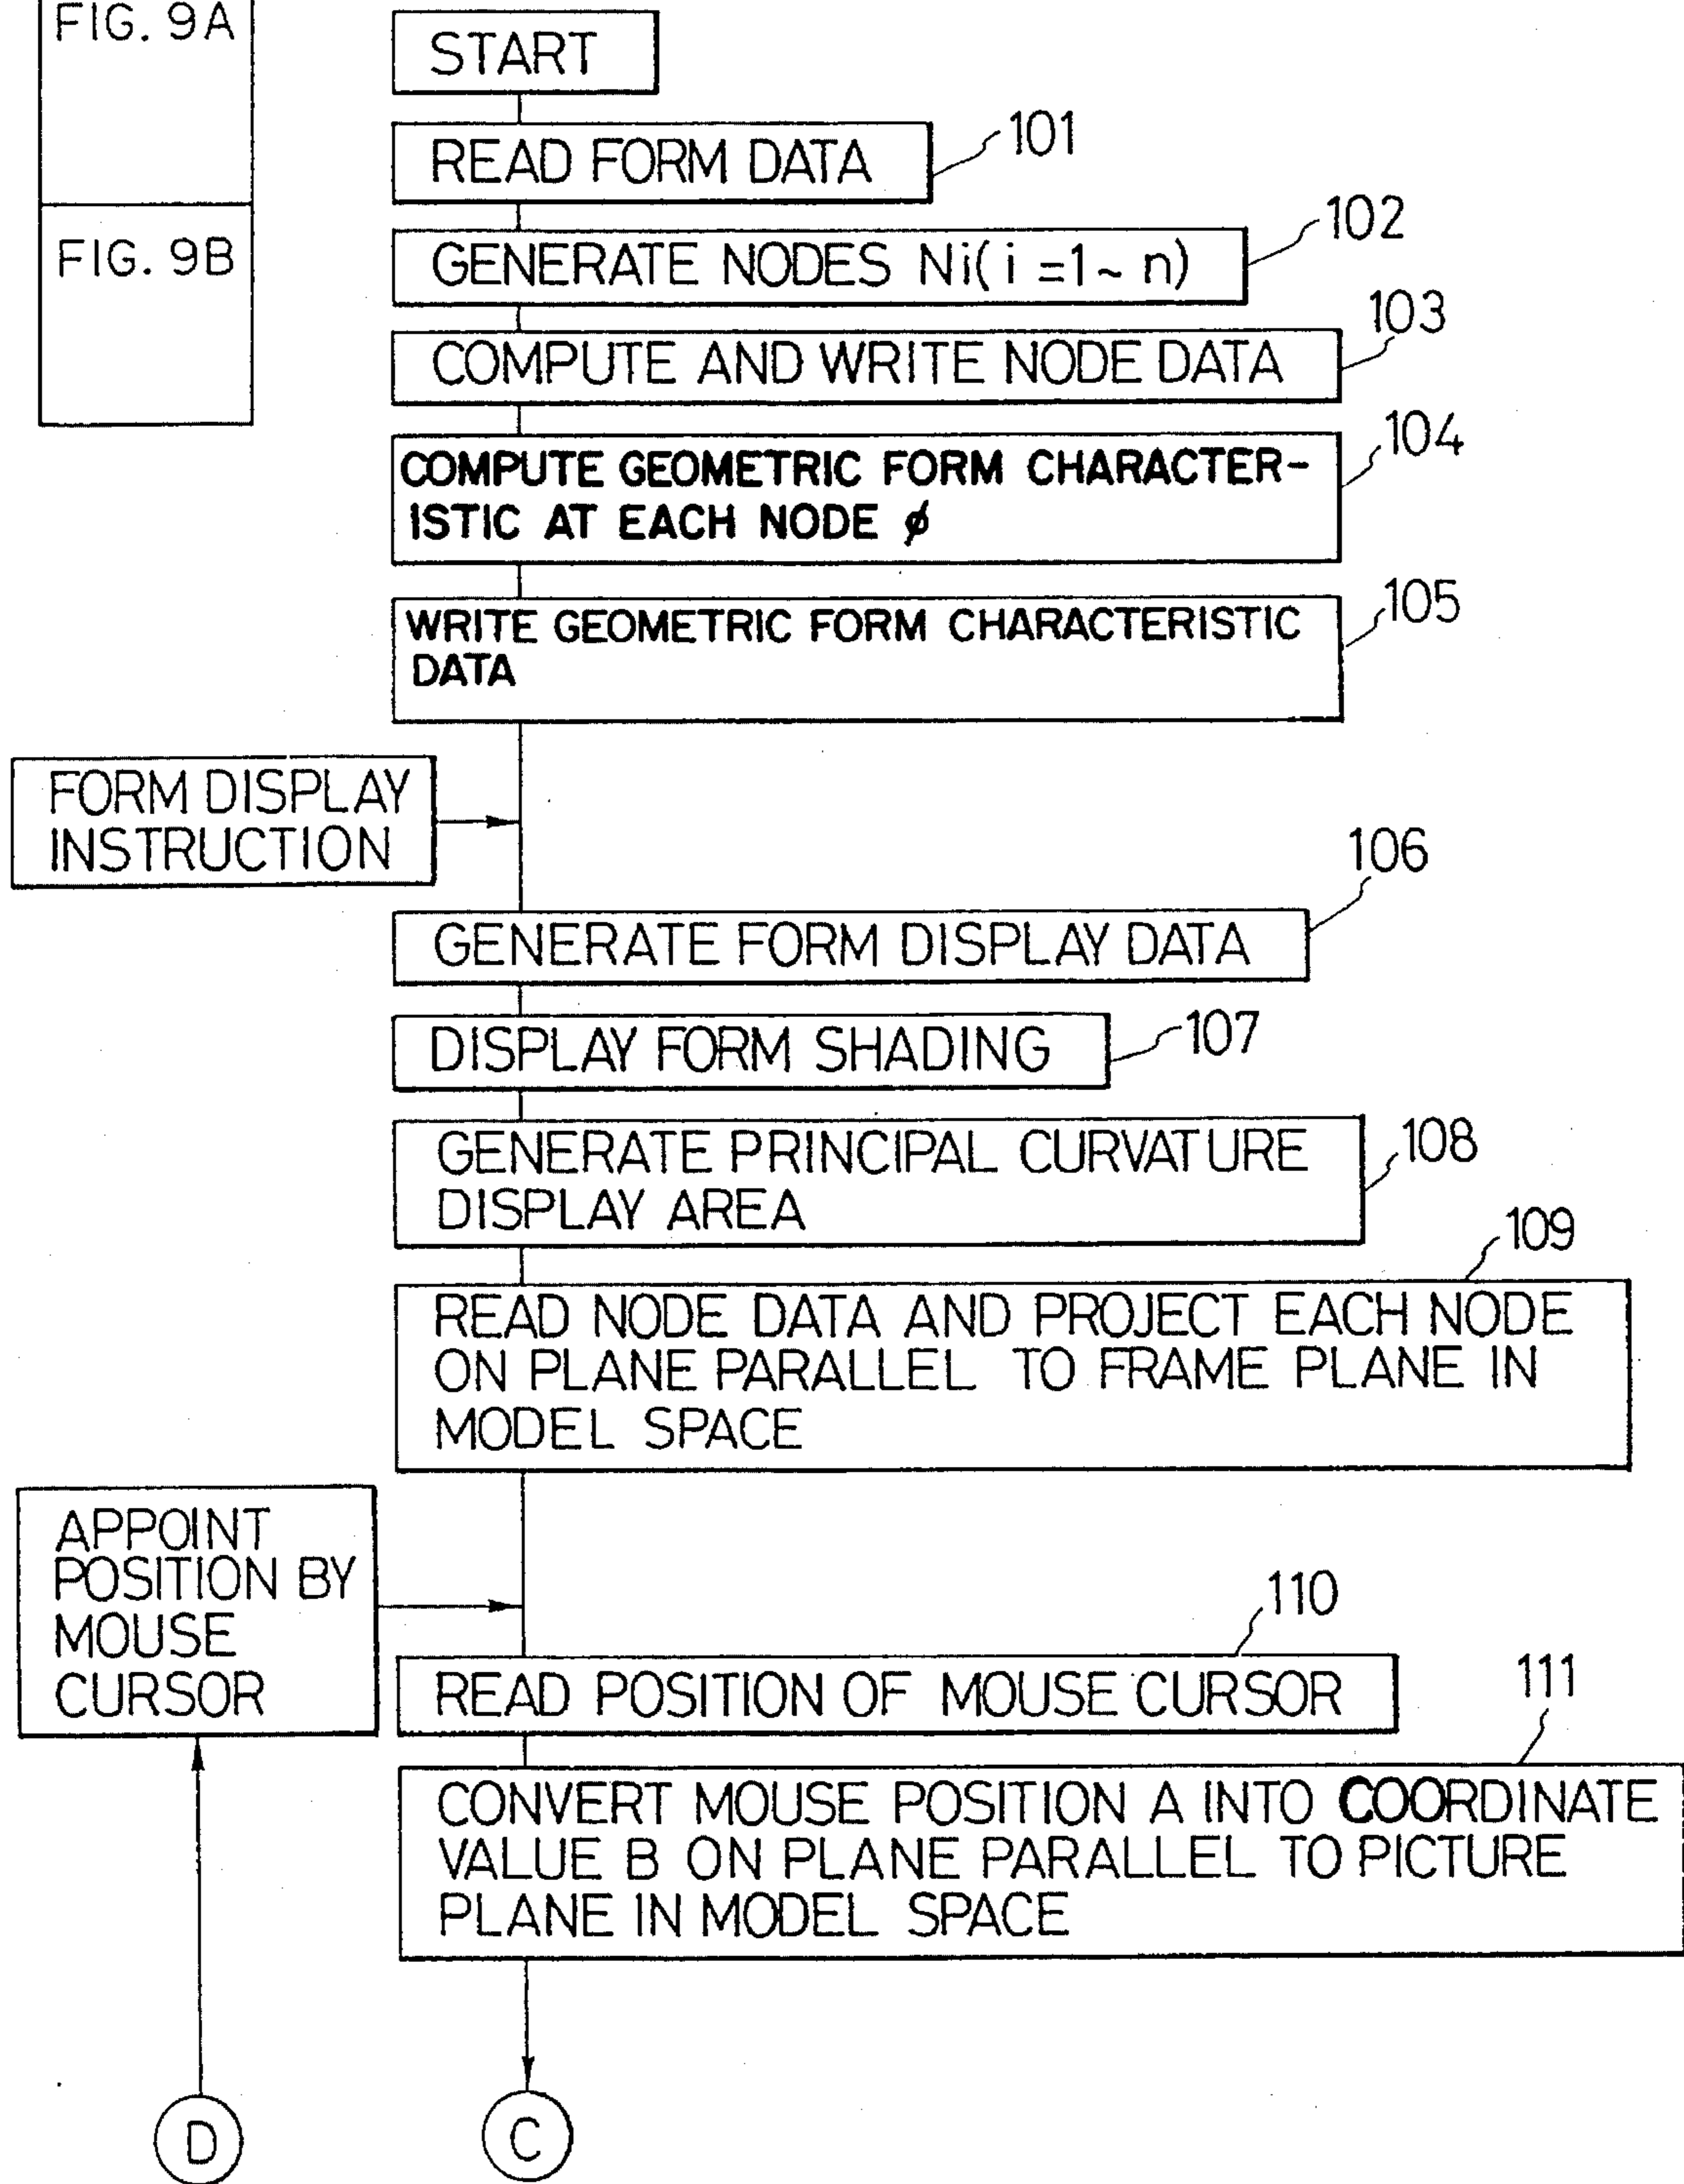 FIG. 9A
FIG. 9B
START
READ FORM DATA
101
GENERATE NODES Ni( i =1~ n)
102
COMPUTE AND WRITE NODE DATA
103
COMPUTE GEOMETRIC FORM CHARACTER-
ISTIC AT EACH NODE ϕ
104
WRITE GEOMETRIC FORM CHARACTERISTIC
DATA
105
FORM DISPLAY
INSTRUCTION
GENERATE FORM DISPLAY DATA
106
DISPLAY FORM SHADING
107
GENERATE PRINCIPAL CURVATURE
DISPLAY AREA
108
READ NODE DATA AND PROJECT EACH NODE
ON PLANE PARALLEL TO FRAME PLANE IN
MODEL SPACE
109
APPOINT
POSITION BY
MOUSE
CURSOR
READ POSITION OF MOUSE CURSOR
110
CONVERT MOUSE POSITION A INTO COORDINATE
VALUE B ON PLANE PARALLEL TO PICTURE
PLANE IN MODEL SPACE
111
D
C